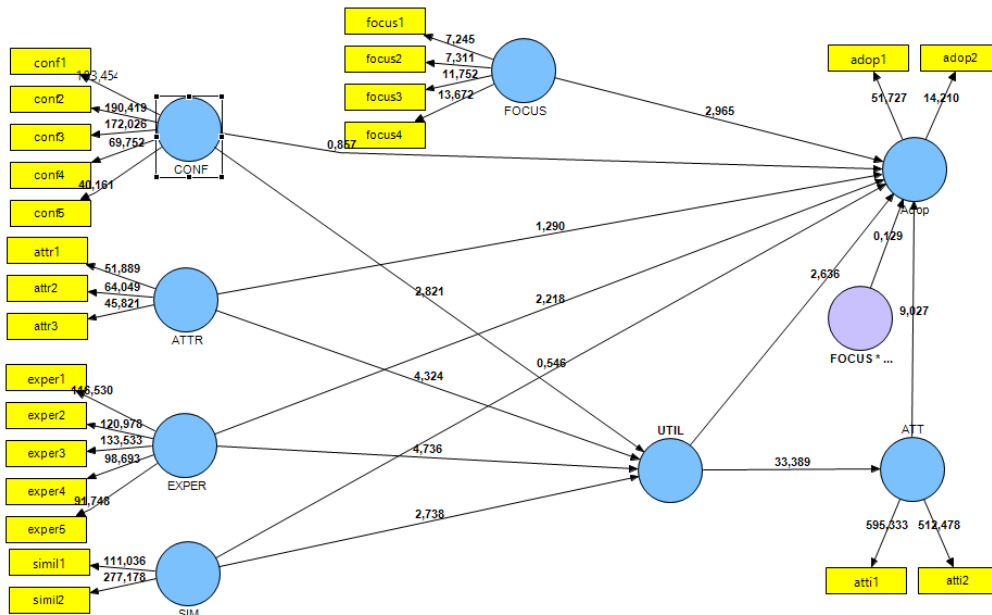 focus1
7,245
focus2
7,311
focus3
11,752
focus4
13,672
FOCUS
adop1
adop2
51,727
14,210
conf1
conf2
190,419
conf3
172,026
conf4
69,752
conf5
40,161
CONF
0,857
2,965
Adop
attr1
51,889
attr2
64,049
attr3
45,821
ATTR
1,290
2,821
2,218
2,636
0,129
9,027
FOCUS * ...
0,546
4,324
exper1
146,530
exper2
120,978
exper3
133,533
exper4
98,693
exper5
91,748
EXPER
4,736
UTIL
33,389
ATT
2,738
595,333
512,478
atti1
atti2
simil1
111,036
simil2
277,178
SIM